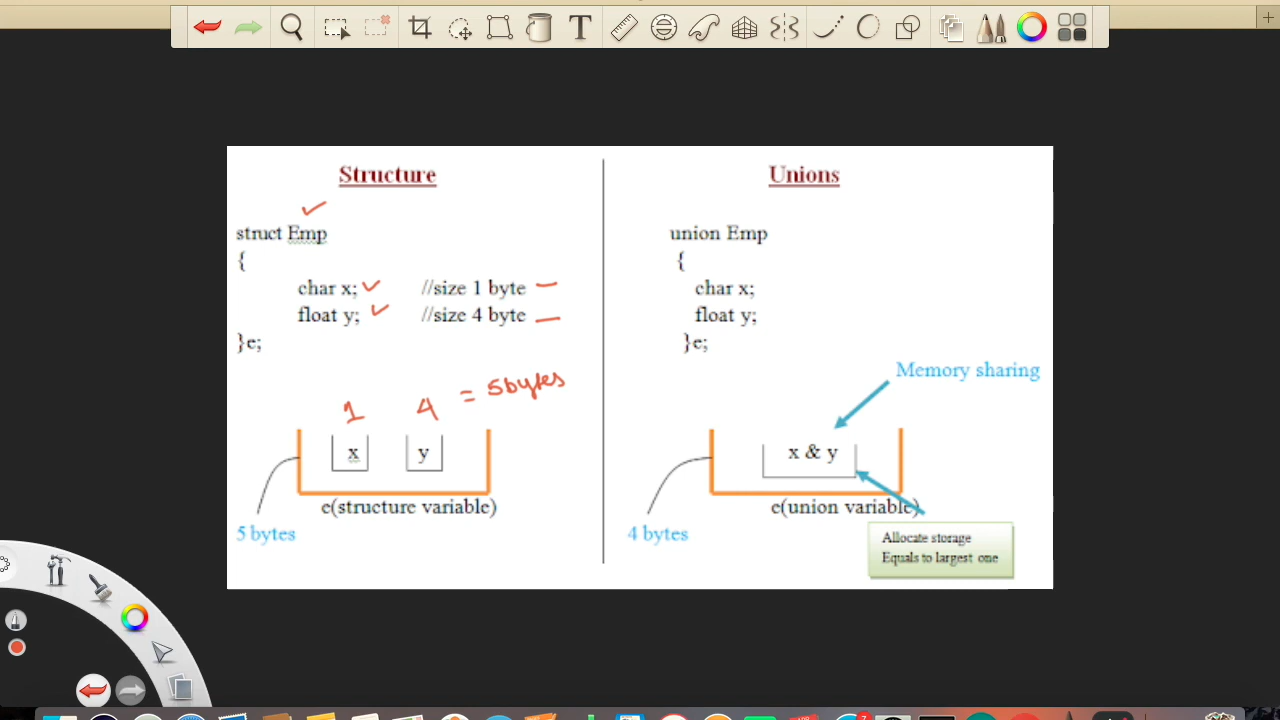 Structure
struct Emp
{
char x; //size 1 byte
float y; //size 4 byte
}e;
1 4 = 5bytes
x y
e(structure variable)
5 bytes
Unions
union Emp
{
char x;
float y;
}e;
Memory sharing
x & y
e(union variable)
4 bytes
Allocate storage
Equals to largest one
T
7